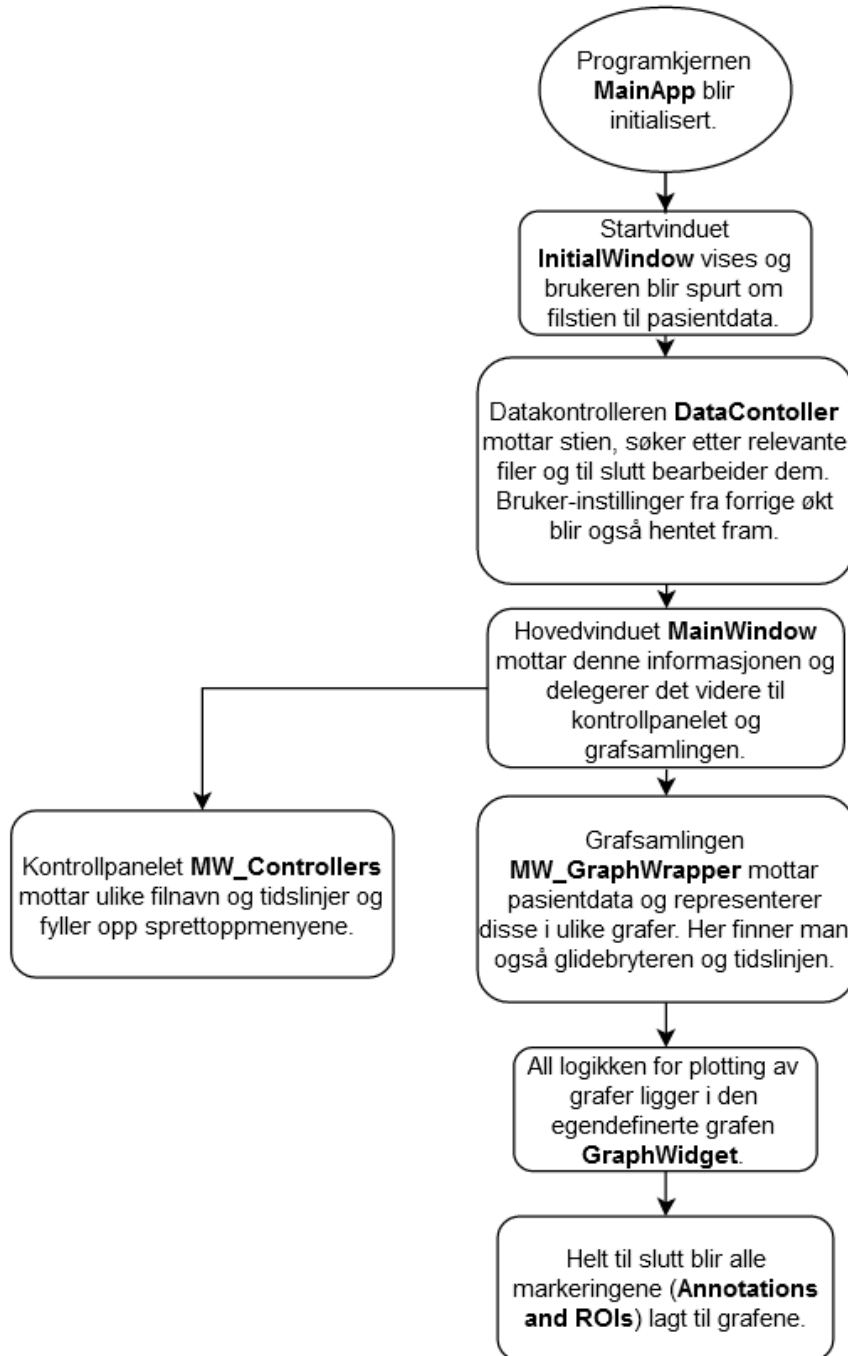 Programkjernen
MainApp blir
initialisert.
Startvinduet
InitialWindow vises og
brukeren blir spurt om
filstien til pasientdata.
Datakontrolleren DataContoller
mottar stien, søker etter relevante
filer og til slutt bearbeider dem.
Bruker-instillinger fra forrige økt
blir også hentet fram.
Hovedvinduet MainWindow
mottar denne informasjonen og
delegerer det videre til
kontrollpanelet og
grafsamlingen.
Kontrollpanelet MW_Controllers
mottar ulike filnavn og tidslinjer og
fyller opp sprettoppmenyene.
Grafsamlingen
MW_GraphWrapper mottar
pasientdata og representerer
disse i ulike grafer. Her finner man
også glidebryteren og tidslinjen.
All logikken for plotting av
grafer ligger i den
egendefinerte grafen
GraphWidget.
Helt til slutt blir alle
markeringene (Annotations
and ROIs) lagt til grafene.